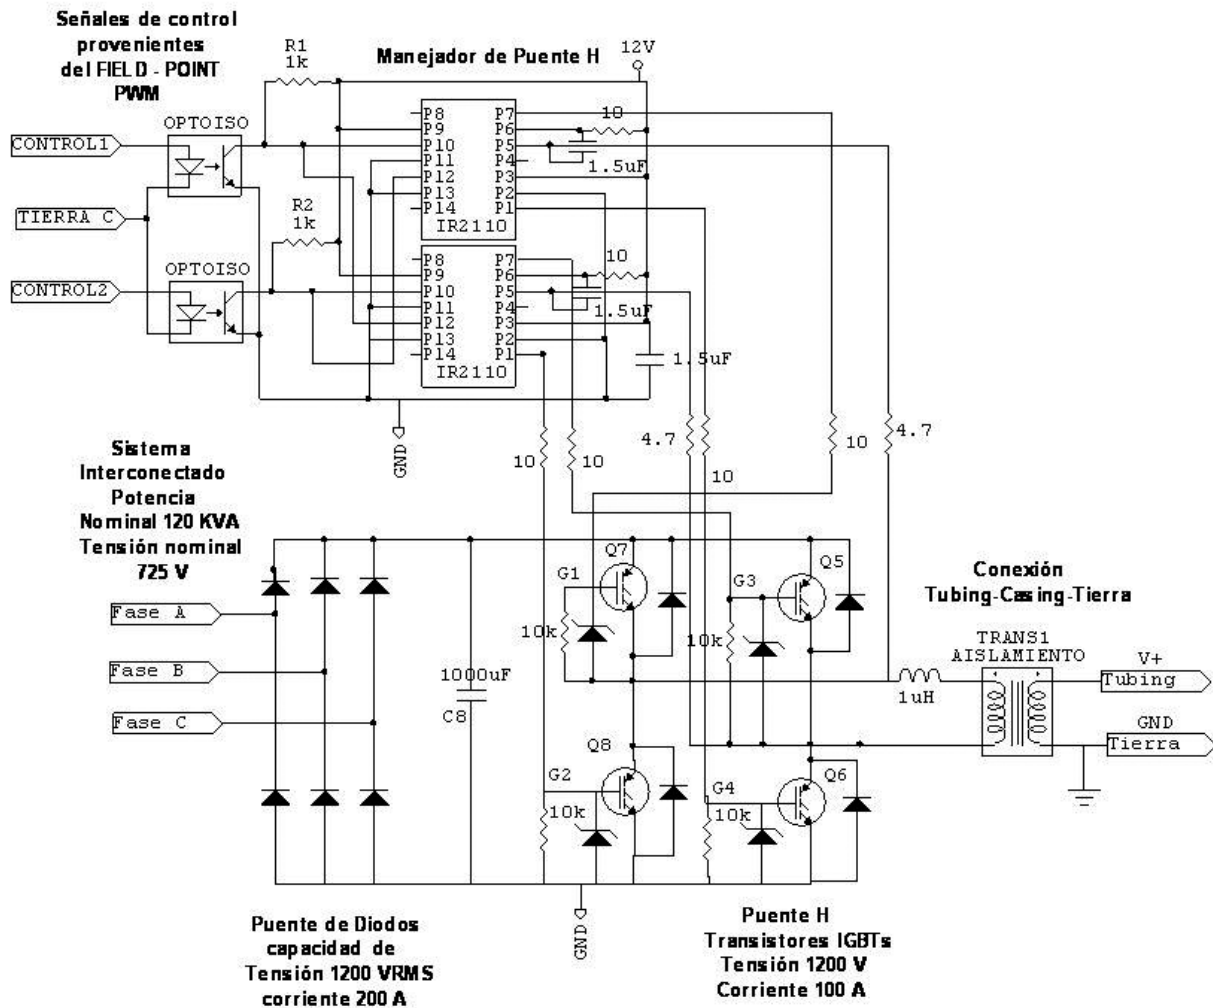 Señales de control
provenientes
del FIELD - POINT
PWM
R1
1k
Manejador de Puente H
12V
OPTOISO
CONTROL1
TIERRA C
R2
1k
OPTOISO
CONTROL2
P8
P9
P10
P11
P12
P13
P14
P7
P6
P5
P4
P3
P2
P1
IR2110
10
1.5uF
P8
P9
P10
P11
P12
P13
P14
P7
P6
P5
P4
P3
P2
P1
IR2110
10
1.5uF
1.5uF
GND
10
10
4.7
10
10
4.7
Sistema
Interconectado
Potencia
Nominal 120 KVA
Tensión nominal
725 V
Fase A
Fase B
Fase C
1000uF
C8
G1
Q7
10k
G3
Q5
10k
G2
Q8
10k
G4
Q6
10k
1uH
Conexión
Tubing-Casing-Tierra
TRANS1
AISLAMIENTO
V+
Tubing
GND
Tierra
GND
Puente de Diodos
capacidad de
Tensión 1200 VRMS
corriente 200 A
Puente H
Transistores IGBTs
Tensión 1200 V
Corriente 100 A